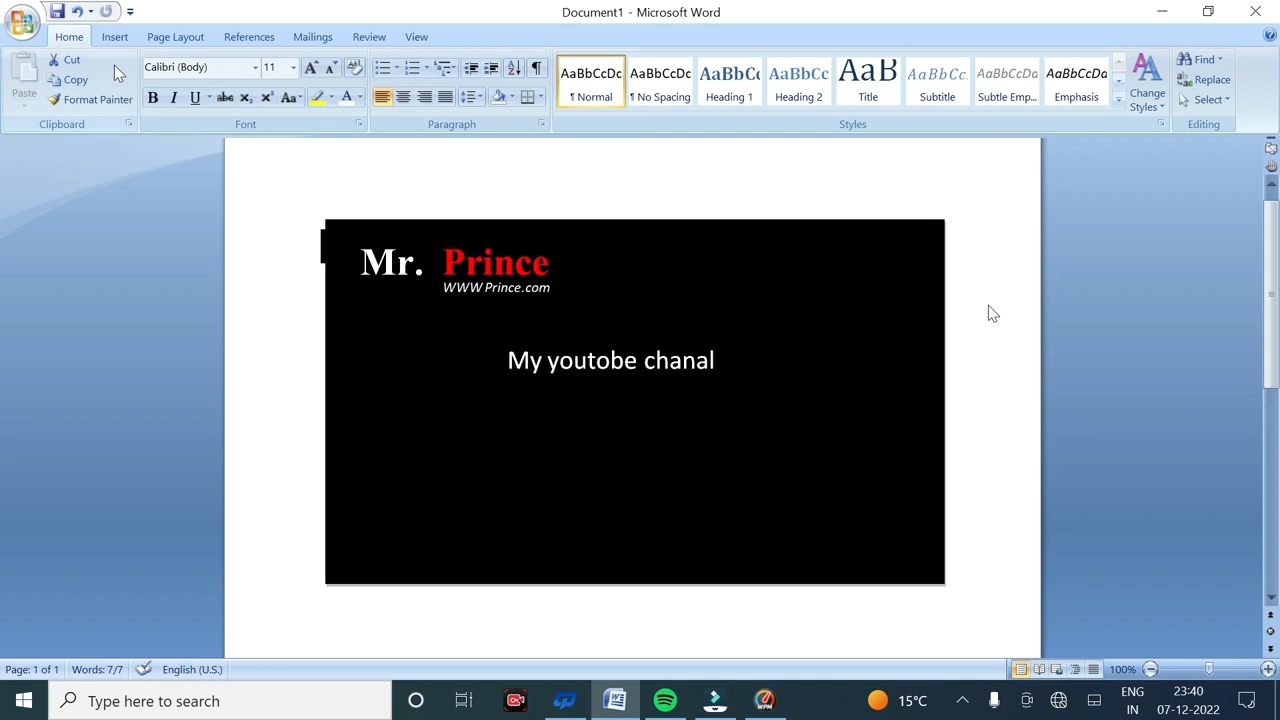 Document1 - Microsoft Word
Home Insert Page Layout References Mailings Review View
Paste
Cut
Copy
Format Painter
Clipboard
Calibri (Body) 11
Font
Paragraph
AaBbCcDc AaBbCcDc AaBbCc AaBbCc AaB AaBbCc. AaBbCcDa AaBbCcDa
¶ Normal ¶ No Spacing Heading 1 Heading 2 Title Subtitle Subtle Emp... Emphasis
Change Styles
Styles
Find
Replace
Select
Editing
Mr. Prince
WWW Prince.com
My youtobe chanal
Page: 1 of 1 Words: 7/7 English (U.S.) 100%
Type here to search
15°C
ENG
IN
23:40
07-12-2022